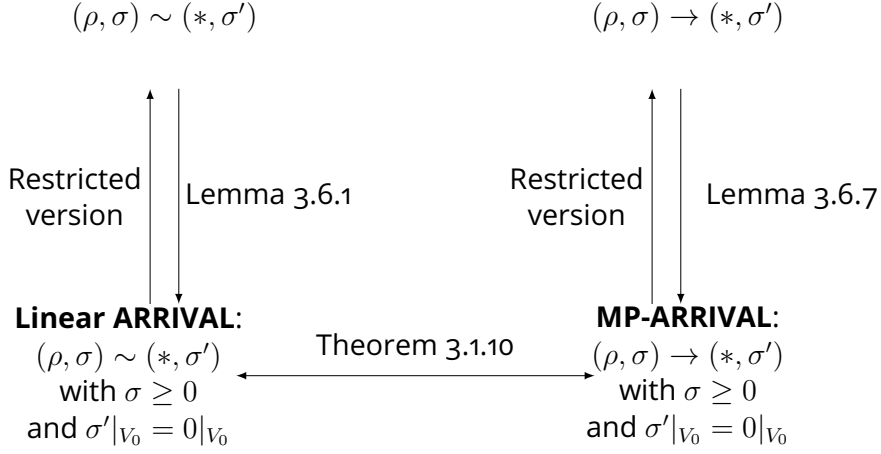 (ρ, σ) ∼ (∗, σ′)
(ρ, σ) → (∗, σ′)
Restricted
version
Lemma 3.6.1
Restricted
version
Lemma 3.6.7
Linear ARRIVAL:
(ρ, σ) ∼ (∗, σ′)
with σ ≥ 0
and σ′|V₀ = 0|V₀
Theorem 3.1.10
MP-ARRIVAL:
(ρ, σ) → (∗, σ′)
with σ ≥ 0
and σ′|V₀ = 0|V₀